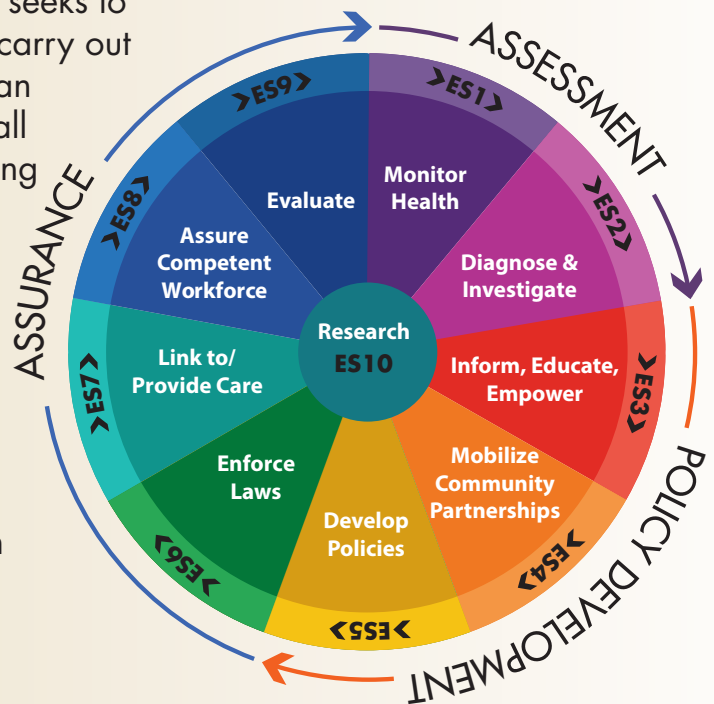 seeks to
carry out
an
all
ng
n
ASSESSMENT
POLICY DEVELOPMENT
ASSURANCE
ES1
Monitor
Health
ES2
Diagnose &
Investigate
ES3
Inform, Educate,
Empower
ES4
Mobilize
Community
Partnerships
ES5
Develop
Policies
ES6
Enforce
Laws
ES7
Link to/
Provide Care
ES8
Assure
Competent
Workforce
ES9
Evaluate
Research
ES10